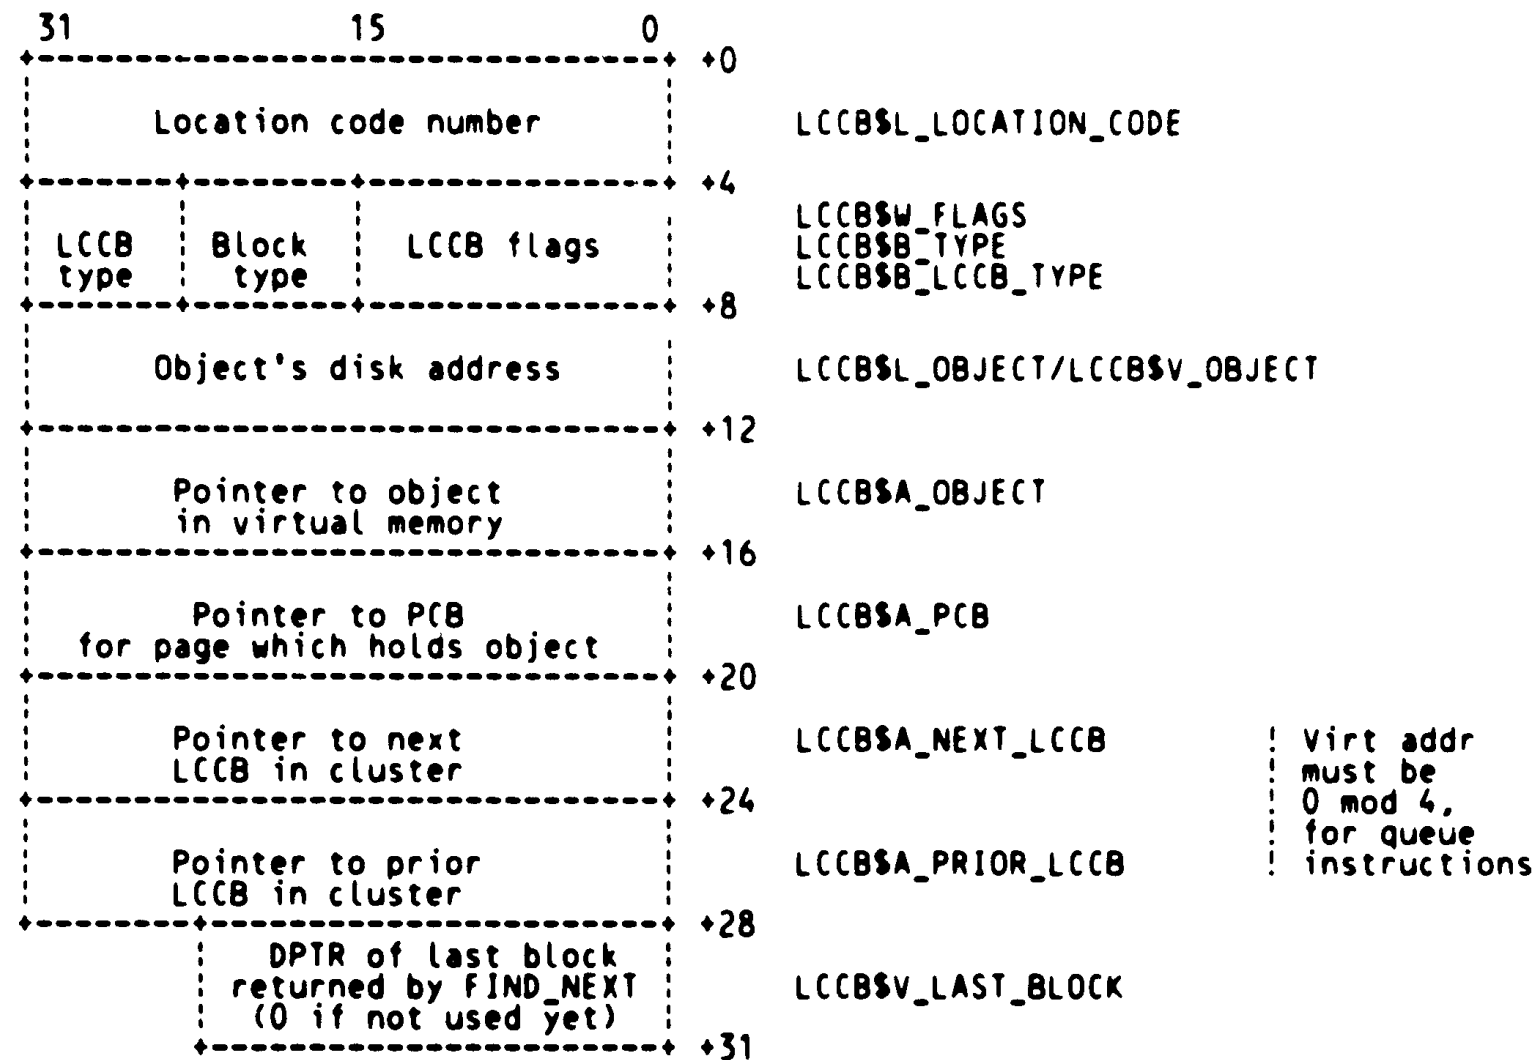 31 15 0
+0
Location code number LCCB$L_LOCATION_CODE
+4
LCCB$W_FLAGS
LCCB Block LCCB flags LCCB$B_TYPE
type type LCCB$B_LCCB_TYPE
+8
Object's disk address LCCB$L_OBJECT/LCCB$V_OBJECT
+12
Pointer to object LCCB$A_OBJECT
in virtual memory
+16
Pointer to PCB LCCB$A_PCB
for page which holds object
+20
Pointer to next LCCB$A_NEXT_LCCB ! Virt addr
LCCB in cluster ! must be
+24 ! 0 mod 4,
! for queue
Pointer to prior LCCB$A_PRIOR_LCCB ! instructions
LCCB in cluster
+28
DPTR of last block
returned by FIND_NEXT LCCB$V_LAST_BLOCK
(0 if not used yet)
+31